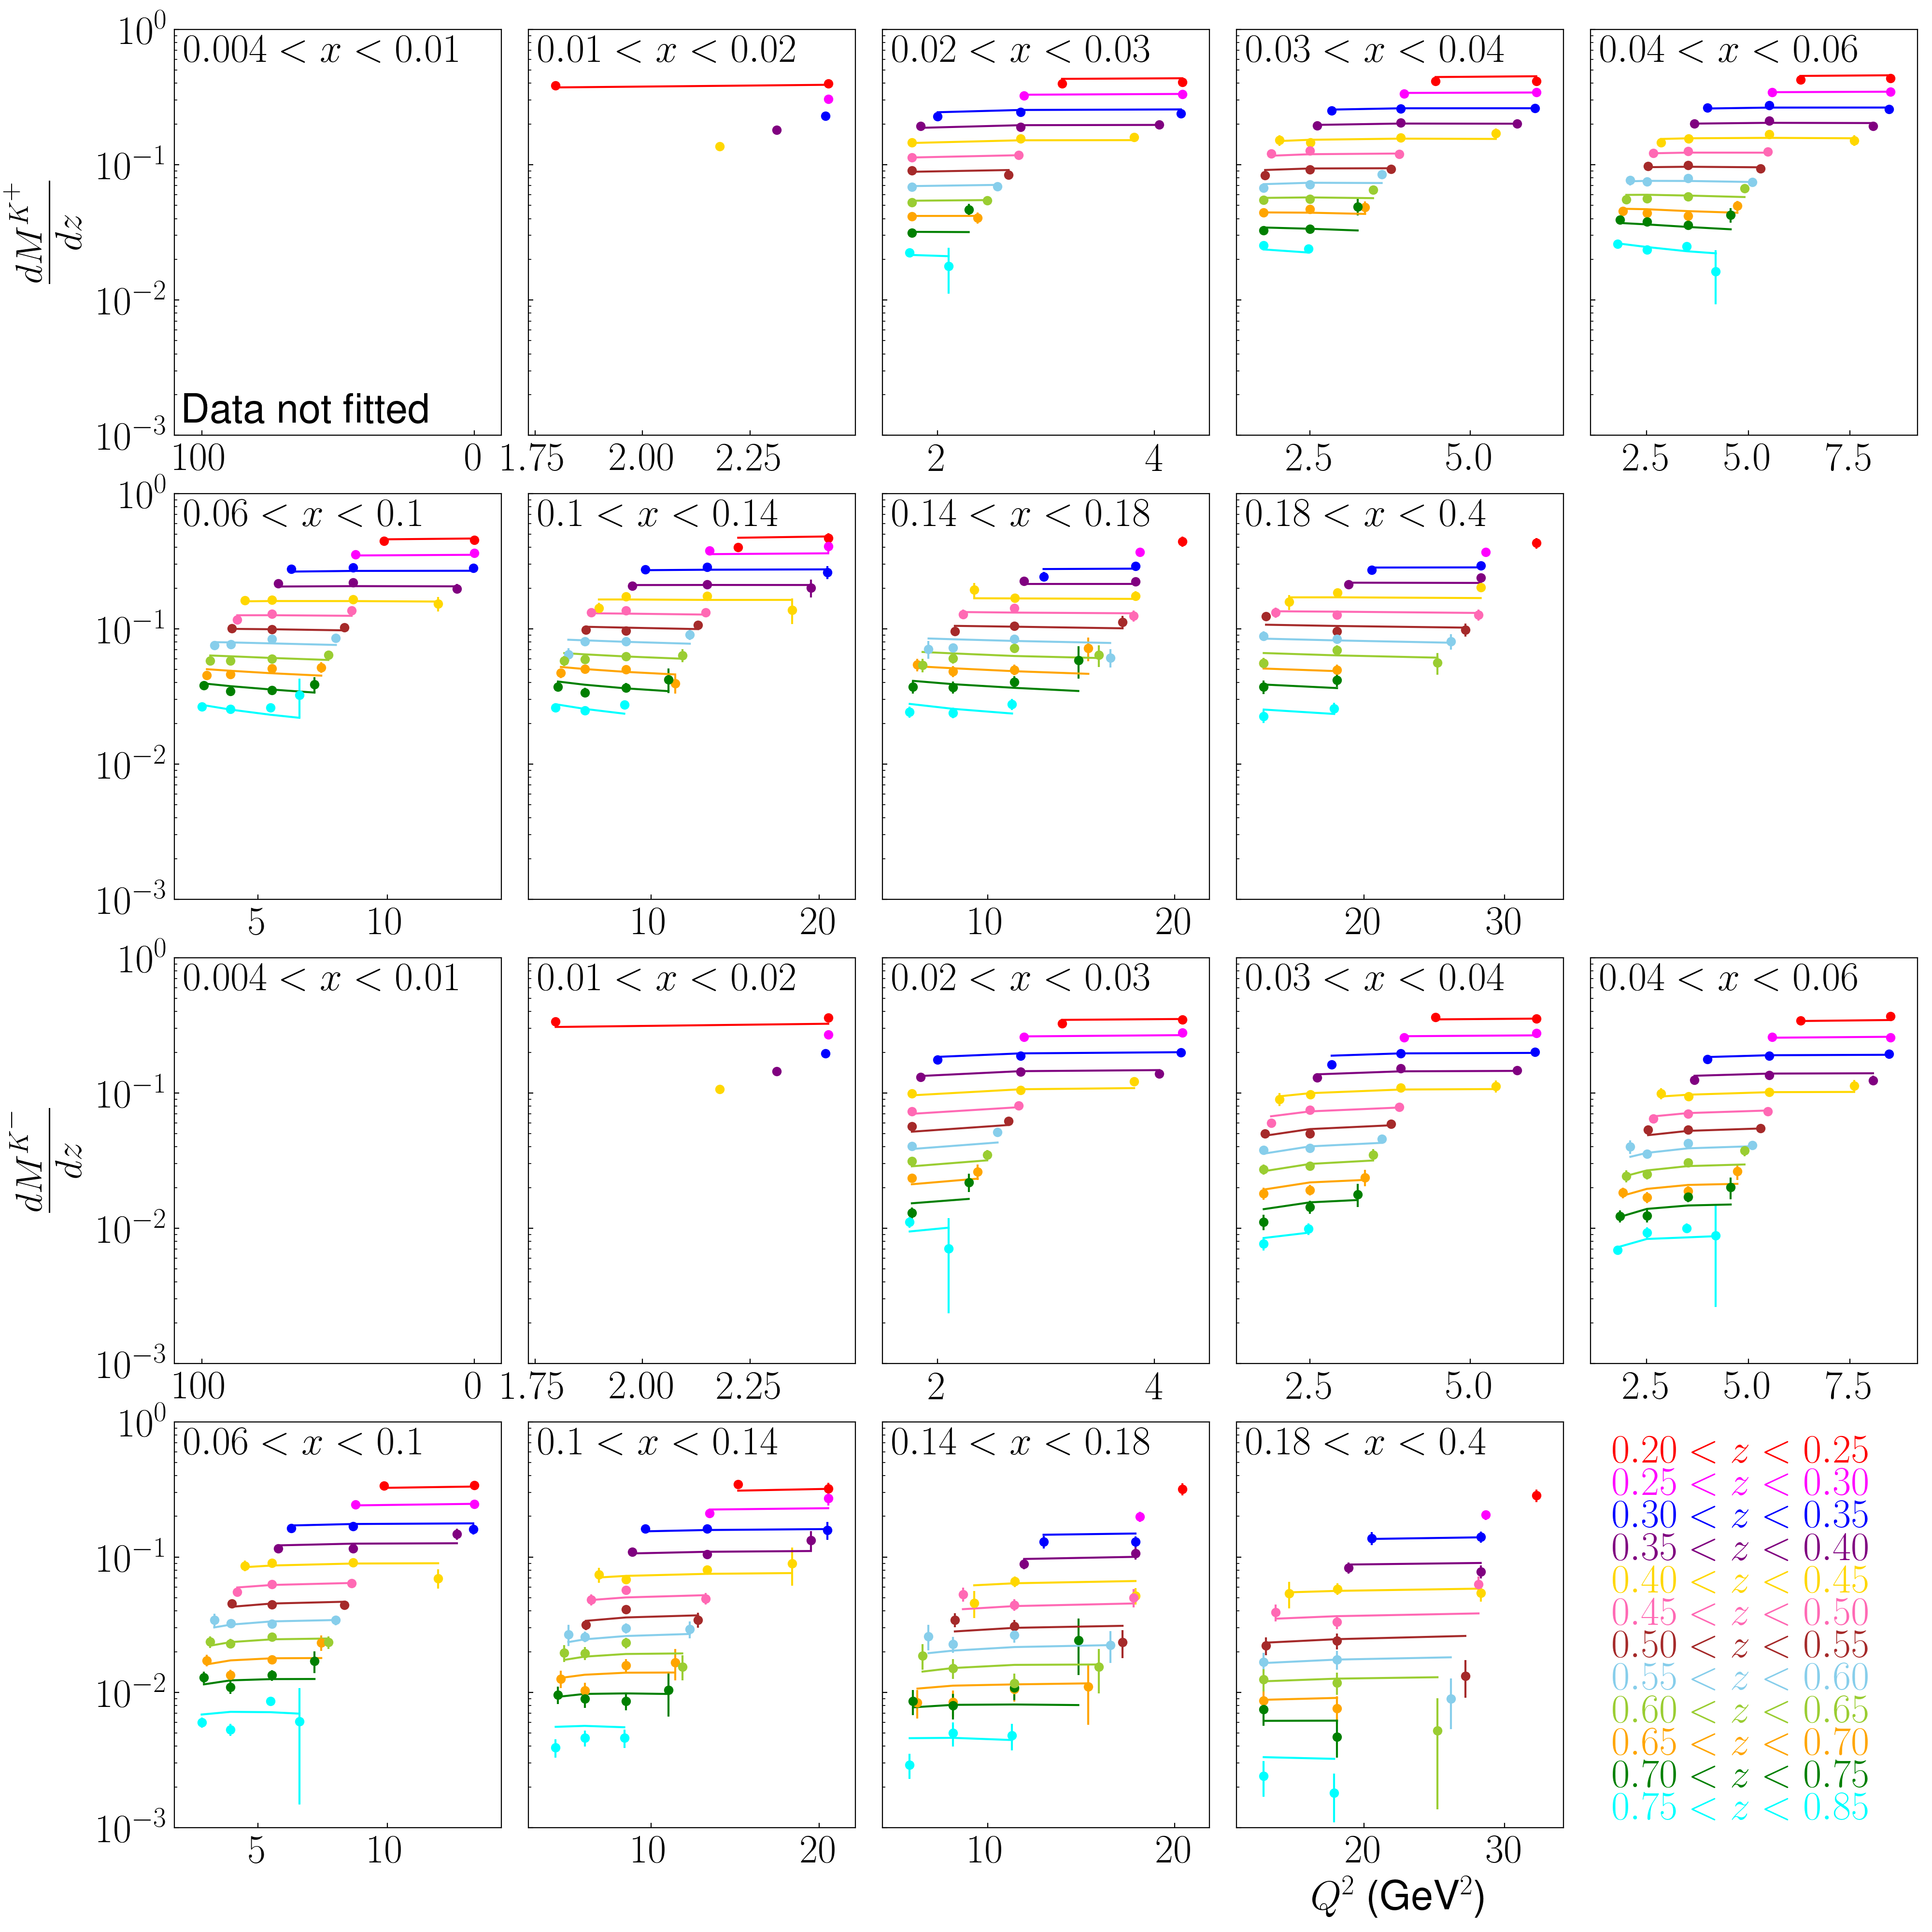 10^0 10^{-1} 10^{-2} 10^{-3}
\frac{dM^{K^+}}{dz}
0.004 < x < 0.01
0.01 < x < 0.02
0.02 < x < 0.03
0.03 < x < 0.04
0.04 < x < 0.06
Data not fitted
100 0
1.75 2.00 2.25
2 4
2.5 5.0
2.5 5.0 7.5
10^0 10^{-1} 10^{-2} 10^{-3}
0.06 < x < 0.1
0.1 < x < 0.14
0.14 < x < 0.18
0.18 < x < 0.4
5 10
10 20
10 20
20 30
10^0 10^{-1} 10^{-2} 10^{-3}
\frac{dM^{K^-}}{dz}
0.004 < x < 0.01
0.01 < x < 0.02
0.02 < x < 0.03
0.03 < x < 0.04
0.04 < x < 0.06
100 0
1.75 2.00 2.25
2 4
2.5 5.0
2.5 5.0 7.5
10^0 10^{-1} 10^{-2} 10^{-3}
0.06 < x < 0.1
0.1 < x < 0.14
0.14 < x < 0.18
0.18 < x < 0.4
0.20 < z < 0.25
0.25 < z < 0.30
0.30 < z < 0.35
0.35 < z < 0.40
0.40 < z < 0.45
0.45 < z < 0.50
0.50 < z < 0.55
0.55 < z < 0.60
0.60 < z < 0.65
0.65 < z < 0.70
0.70 < z < 0.75
0.75 < z < 0.85
5 10
10 20
10 20
20 30
Q^2 (GeV^2)